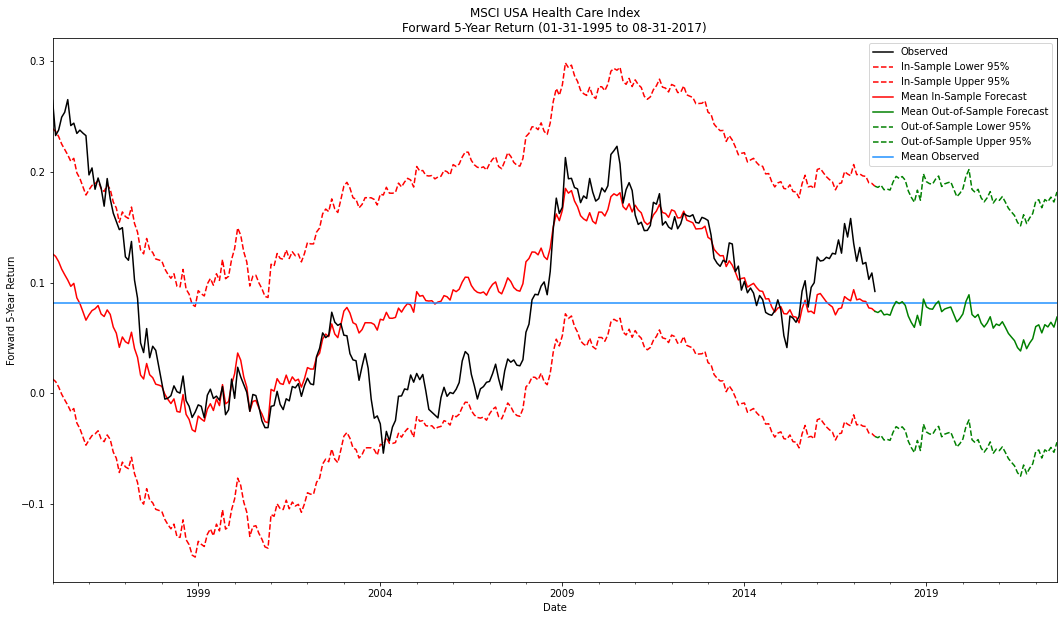 MSCI USA Health Care Index
Forward 5-Year Return (01-31-1995 to 08-31-2017)
Observed
In-Sample Lower 95%
In-Sample Upper 95%
Mean In-Sample Forecast
Mean Out-of-Sample Forecast
Out-of-Sample Lower 95%
Out-of-Sample Upper 95%
Mean Observed
Forward 5-Year Return
0.3
0.2
0.1
0.0
−0.1
1999
2004
2009
2014
2019
Date